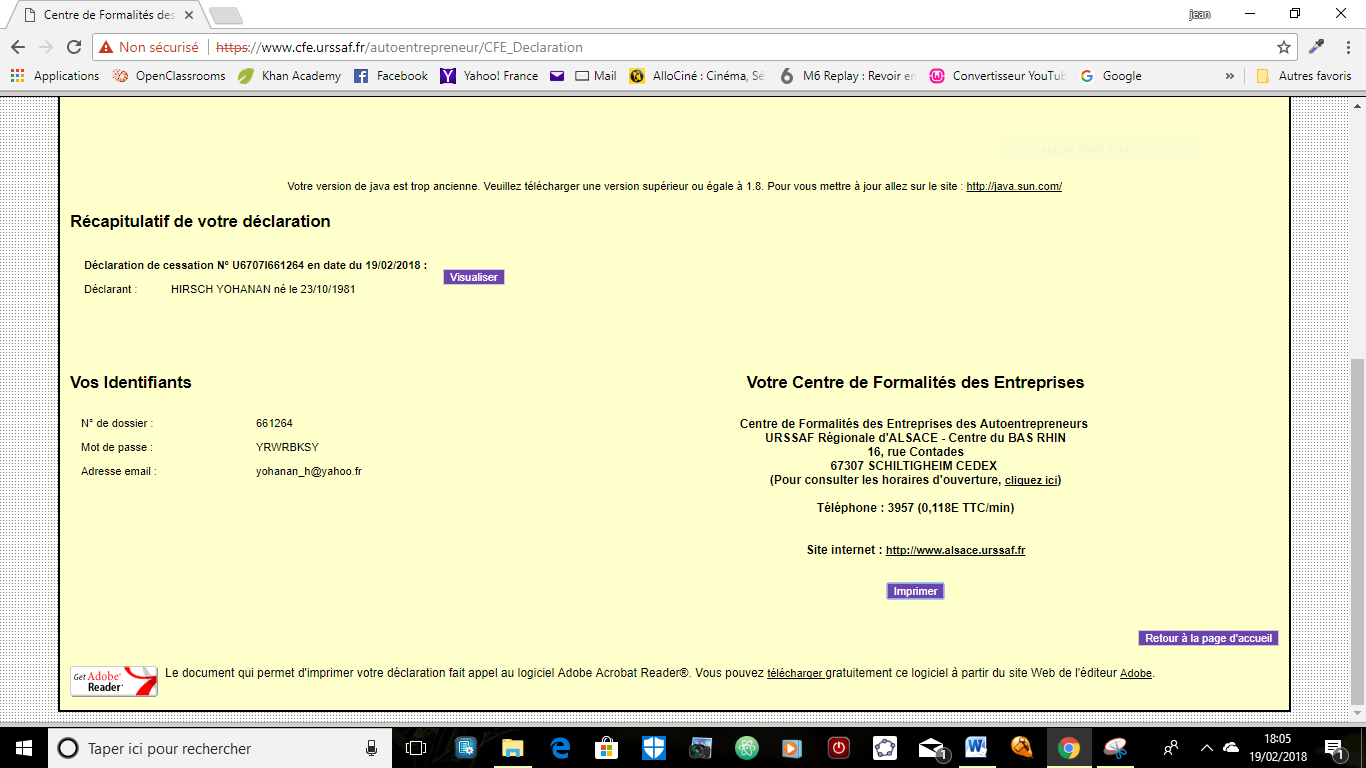 Centre de Formalités des
jean
Non sécurisé https://www.cfe.urssaf.fr/autoentrepreneur/CFE_Declaration
Applications OpenClassrooms Khan Academy Facebook Yahoo! France Mail AlloCiné : Cinéma, Sé M6 Replay : Revoir en Convertisseur YouTub Google » Autres favoris
Capture Plein écran
Votre version de java est trop ancienne. Veuillez télécharger une version supérieur ou égale à 1.8. Pour vous mettre à jour allez sur le site : http://java.sun.com/
Récapitulatif de votre déclaration
Déclaration de cessation N° U6707I661264 en date du 19/02/2018 :
Visualiser
Déclarant : HIRSCH YOHANAN né le 23/10/1981
Vos Identifiants
N° de dossier : 661264
Mot de passe : YRWRBKSY
Adresse email : yohanan_h@yahoo.fr
Votre Centre de Formalités des Entreprises
Centre de Formalités des Entreprises des Autoentrepreneurs
URSSAF Régionale d'ALSACE - Centre du BAS RHIN
16, rue Contades
67307 SCHILTIGHEIM CEDEX
(Pour consulter les horaires d'ouverture, cliquez ici)
Téléphone : 3957 (0,118E TTC/min)
Site internet : http://www.alsace.urssaf.fr
Imprimer
Retour à la page d'accueil
Get Adobe®
Reader®
Le document qui permet d'imprimer votre déclaration fait appel au logiciel Adobe Acrobat Reader®. Vous pouvez télécharger gratuitement ce logiciel à partir du site Web de l'éditeur Adobe.
Taper ici pour rechercher
1
18:05
19/02/2018
1